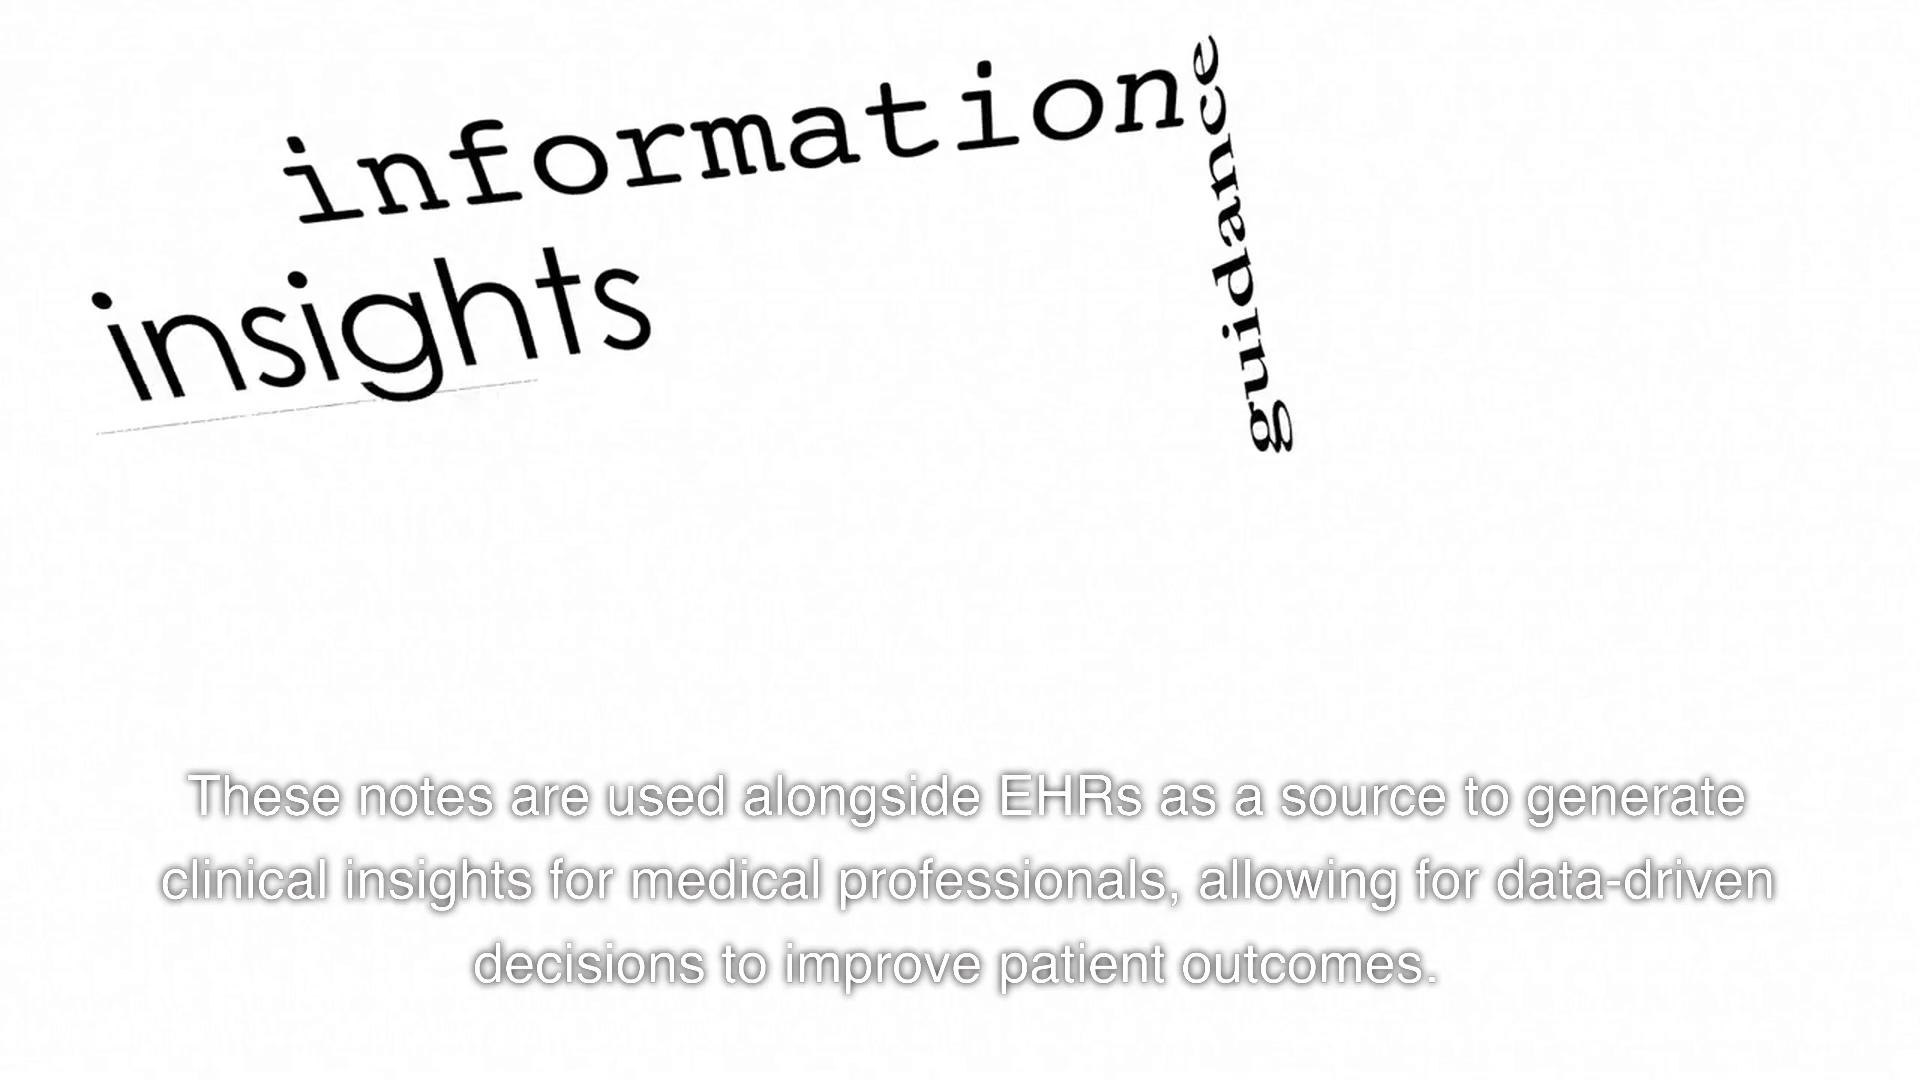 information
guidance
insights
These notes are used alongside EHRs as a source to generate
clinical insights for medical professionals, allowing for data-driven
decisions to improve patient outcomes.